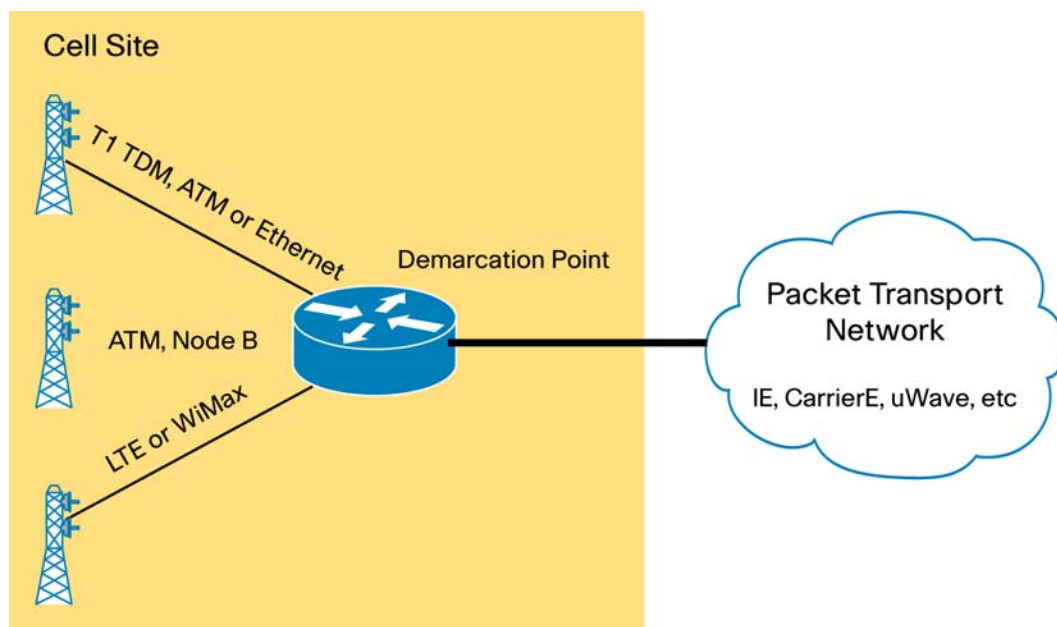 Cell Site
T1 TDM, ATM or Ethernet
Demarcation Point
ATM, Node B
LTE or WiMax
Packet Transport
Network
IE, CarrierE, uWave, etc